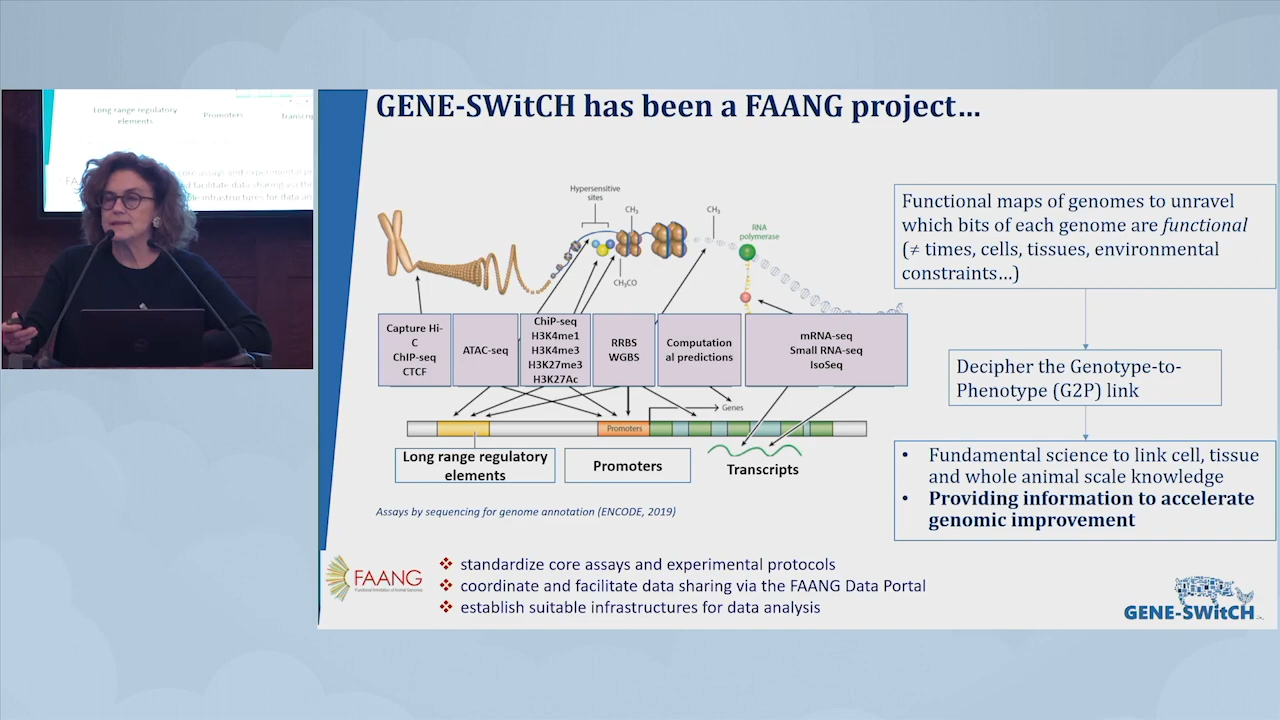 Long range regulatory
elements
Promoters
GENE-SWitCH has been a FAANG project…
Hypersensitive
sites
CH₃
CH₃
RNA
polymerase
CH₃CO
Capture Hi-
C
ChIP-seq
CTCF
ATAC-seq
ChiP-seq
H3K4me1
H3K4me3
H3K27me3
H3K27Ac
RRBS
WGBS
Computation
al predictions
mRNA-seq
Small RNA-seq
IsoSeq
Genes
Promoters
Long range regulatory
elements
Promoters
Transcripts
Assays by sequencing for genome annotation (ENCODE, 2019)
Functional maps of genomes to unravel
which bits of each genome are functional
(≠ times, cells, tissues, environmental
constraints…)
Decipher the Genotype-to-
Phenotype (G2P) link
• Fundamental science to link cell, tissue
and whole animal scale knowledge
• Providing information to accelerate
genomic improvement
FAANG
Functional Annotation of Animal Genomes
❖ standardize core assays and experimental protocols
❖ coordinate and facilitate data sharing via the FAANG Data Portal
❖ establish suitable infrastructures for data analysis
GENE-SWitCH